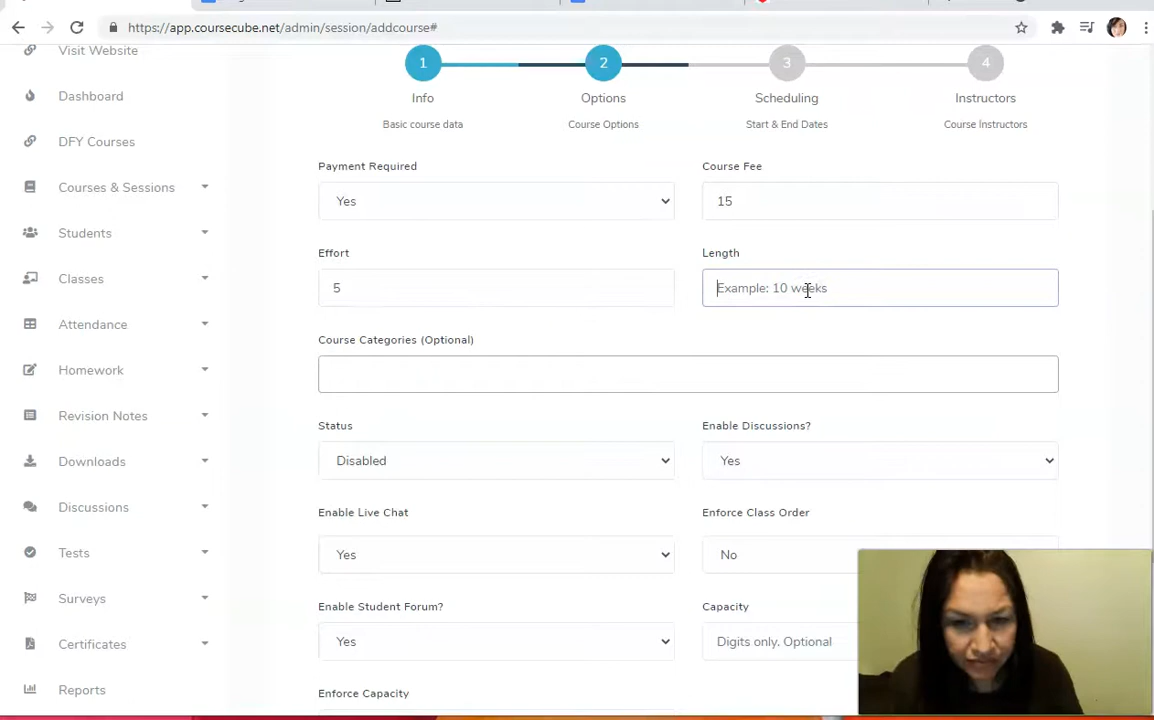 https://app.coursecube.net/admin/session/addcourse#
Visit Website
Dashboard
DFY Courses
Courses & Sessions
Students
Classes
Attendance
Homework
Revision Notes
Downloads
Discussions
Tests
Surveys
Certificates
Reports
1
2
3
4
Info
Options
Scheduling
Instructors
Basic course data
Course Options
Start & End Dates
Course Instructors
Payment Required
Course Fee
Yes
15
Effort
Length
5
Example: 10 weeks
Course Categories (Optional)
Status
Enable Discussions?
Disabled
Yes
Enable Live Chat
Enforce Class Order
Yes
No
Enable Student Forum?
Capacity
Yes
Digits only. Optional
Enforce Capacity